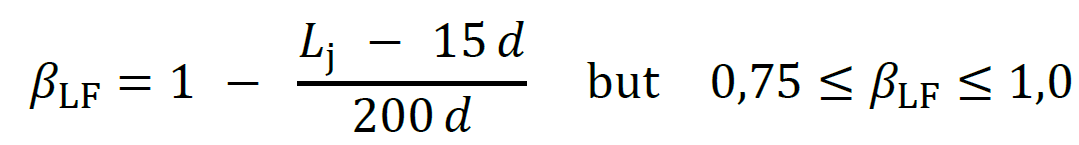 β_LF = 1 − (L_j − 15 d) / (200 d) but 0,75 ≤ β_LF ≤ 1,0